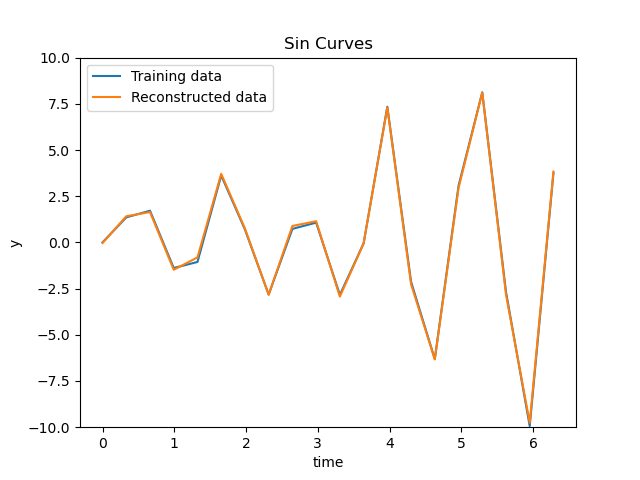 Sin Curves
Training data
Reconstructed data
10.0
7.5
5.0
2.5
0.0
−2.5
−5.0
−7.5
−10.0
y
0 1 2 3 4 5 6
time